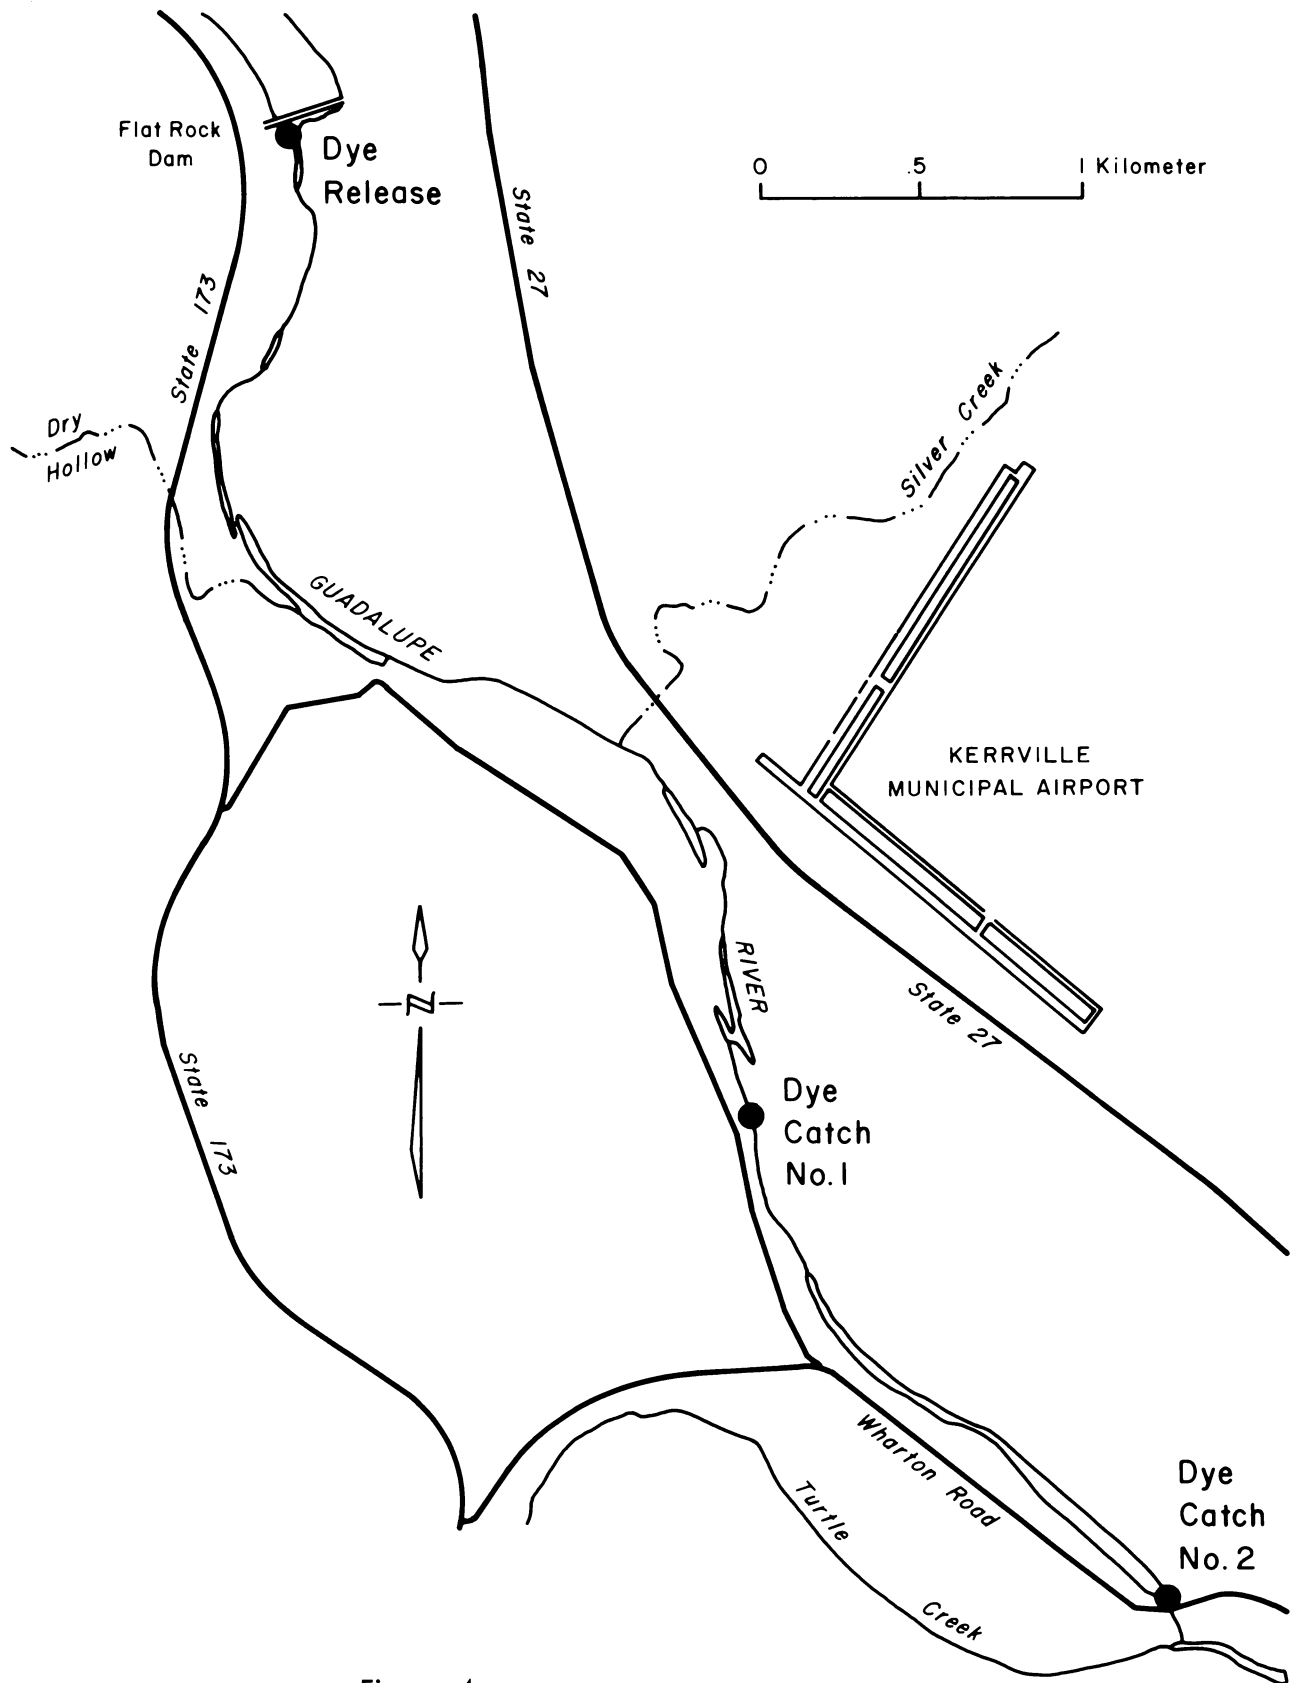 Flat Rock
Dam
Dye
Release
0 .5 1 Kilometer
State 27
State 173
Silver Creek
Dry
Hollow
GUADALUPE
KERRVILLE
MUNICIPAL AIRPORT
RIVER
N
State 27
State 173
Dye
Catch
No. 1
Wharton Road
Turtle
Creek
Dye
Catch
No. 2